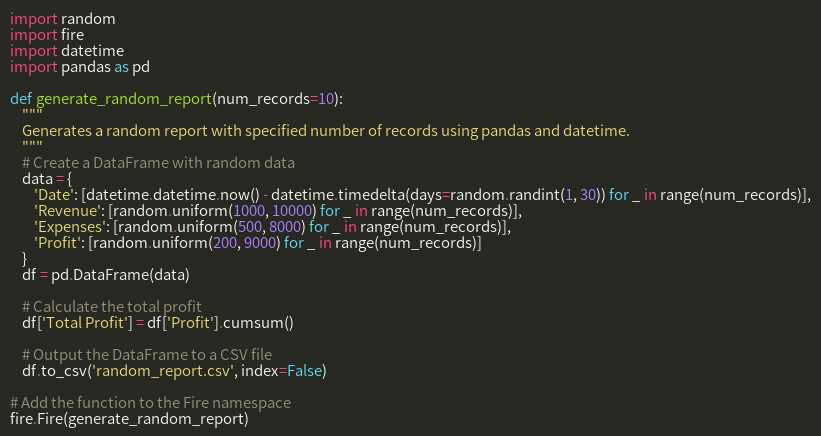 import random
import fire
import datetime
import pandas as pd

def generate_random_report(num_records=10):
    """
    Generates a random report with specified number of records using pandas and datetime.
    """
    # Create a DataFrame with random data
    data = {
        'Date': [datetime.datetime.now() - datetime.timedelta(days=random.randint(1, 30)) for _ in range(num_records)],
        'Revenue': [random.uniform(1000, 10000) for _ in range(num_records)],
        'Expenses': [random.uniform(500, 8000) for _ in range(num_records)],
        'Profit': [random.uniform(200, 9000) for _ in range(num_records)]
    }
    df = pd.DataFrame(data)

    # Calculate the total profit
    df['Total Profit'] = df['Profit'].cumsum()

    # Output the DataFrame to a CSV file
    df.to_csv('random_report.csv', index=False)

# Add the function to the Fire namespace
fire.Fire(generate_random_report)